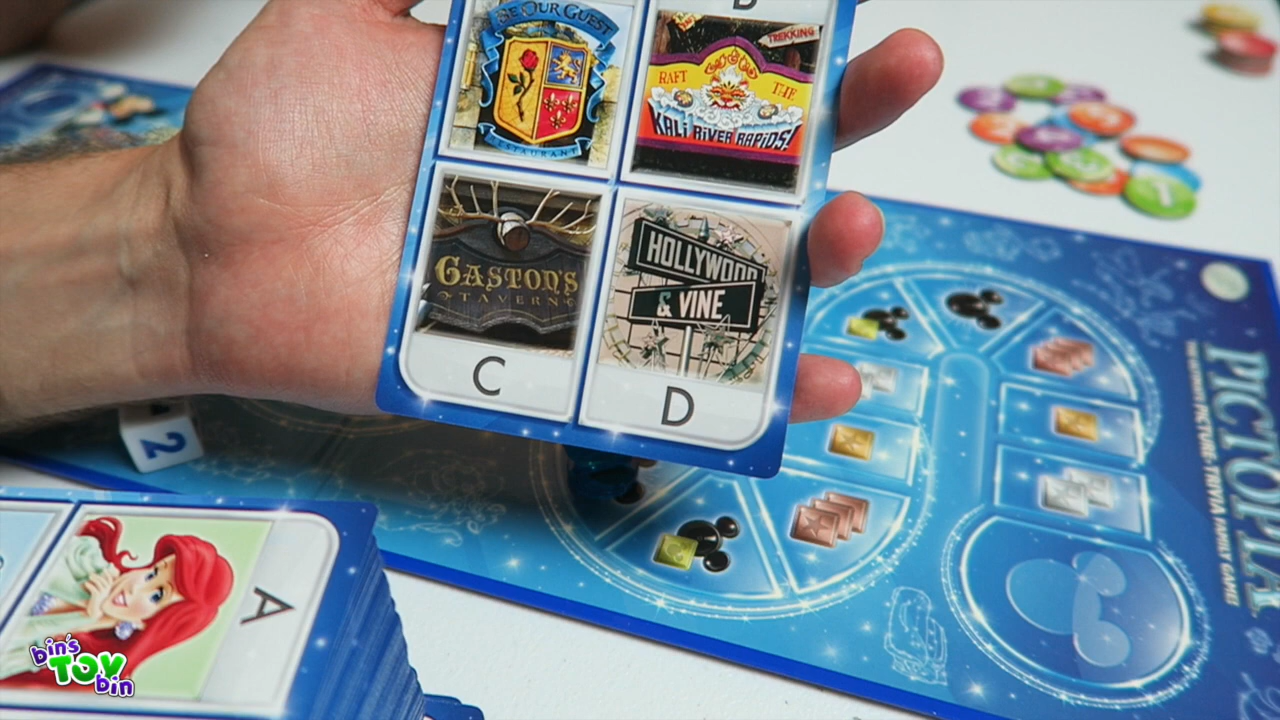 B
BE OUR GUEST
RESTAURANT
TREKKING
RAFT THE
KALI RIVER RAPIDS!
GASTON'S
TAVERN
C
HOLLYWOOD
& VINE
D
2
A
bin's
TOY
bin
PICTOPIA
THE ULTIMATE PICTURE-TRIVIA FAMILY GAME!